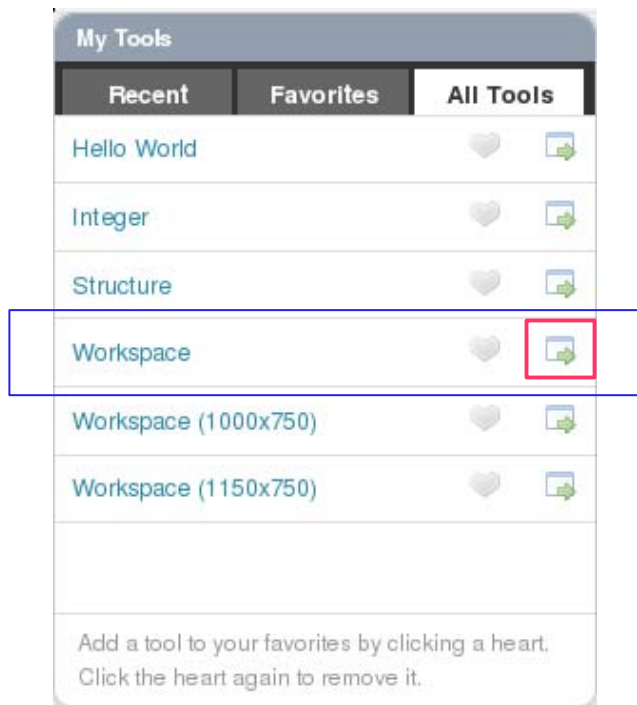 My Tools
Recent Favorites All Tools
Hello World
Integer
Structure
Workspace
Workspace (1000x750)
Workspace (1150x750)
Add a tool to your favorites by clicking a heart.
Click the heart again to remove it.